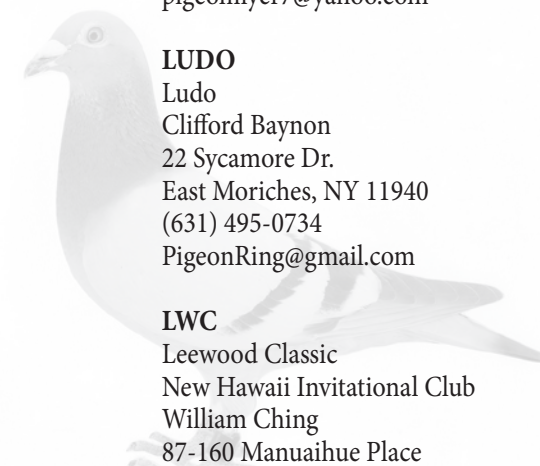 LUDO
Ludo
Clifford Baynon
22 Sycamore Dr.
East Moriches, NY 11940
(631) 495-0734
PigeonRing@gmail.com
LWC
Leewood Classic
New Hawaii Invitational Club
William Ching
87-160 Manuaihue Place